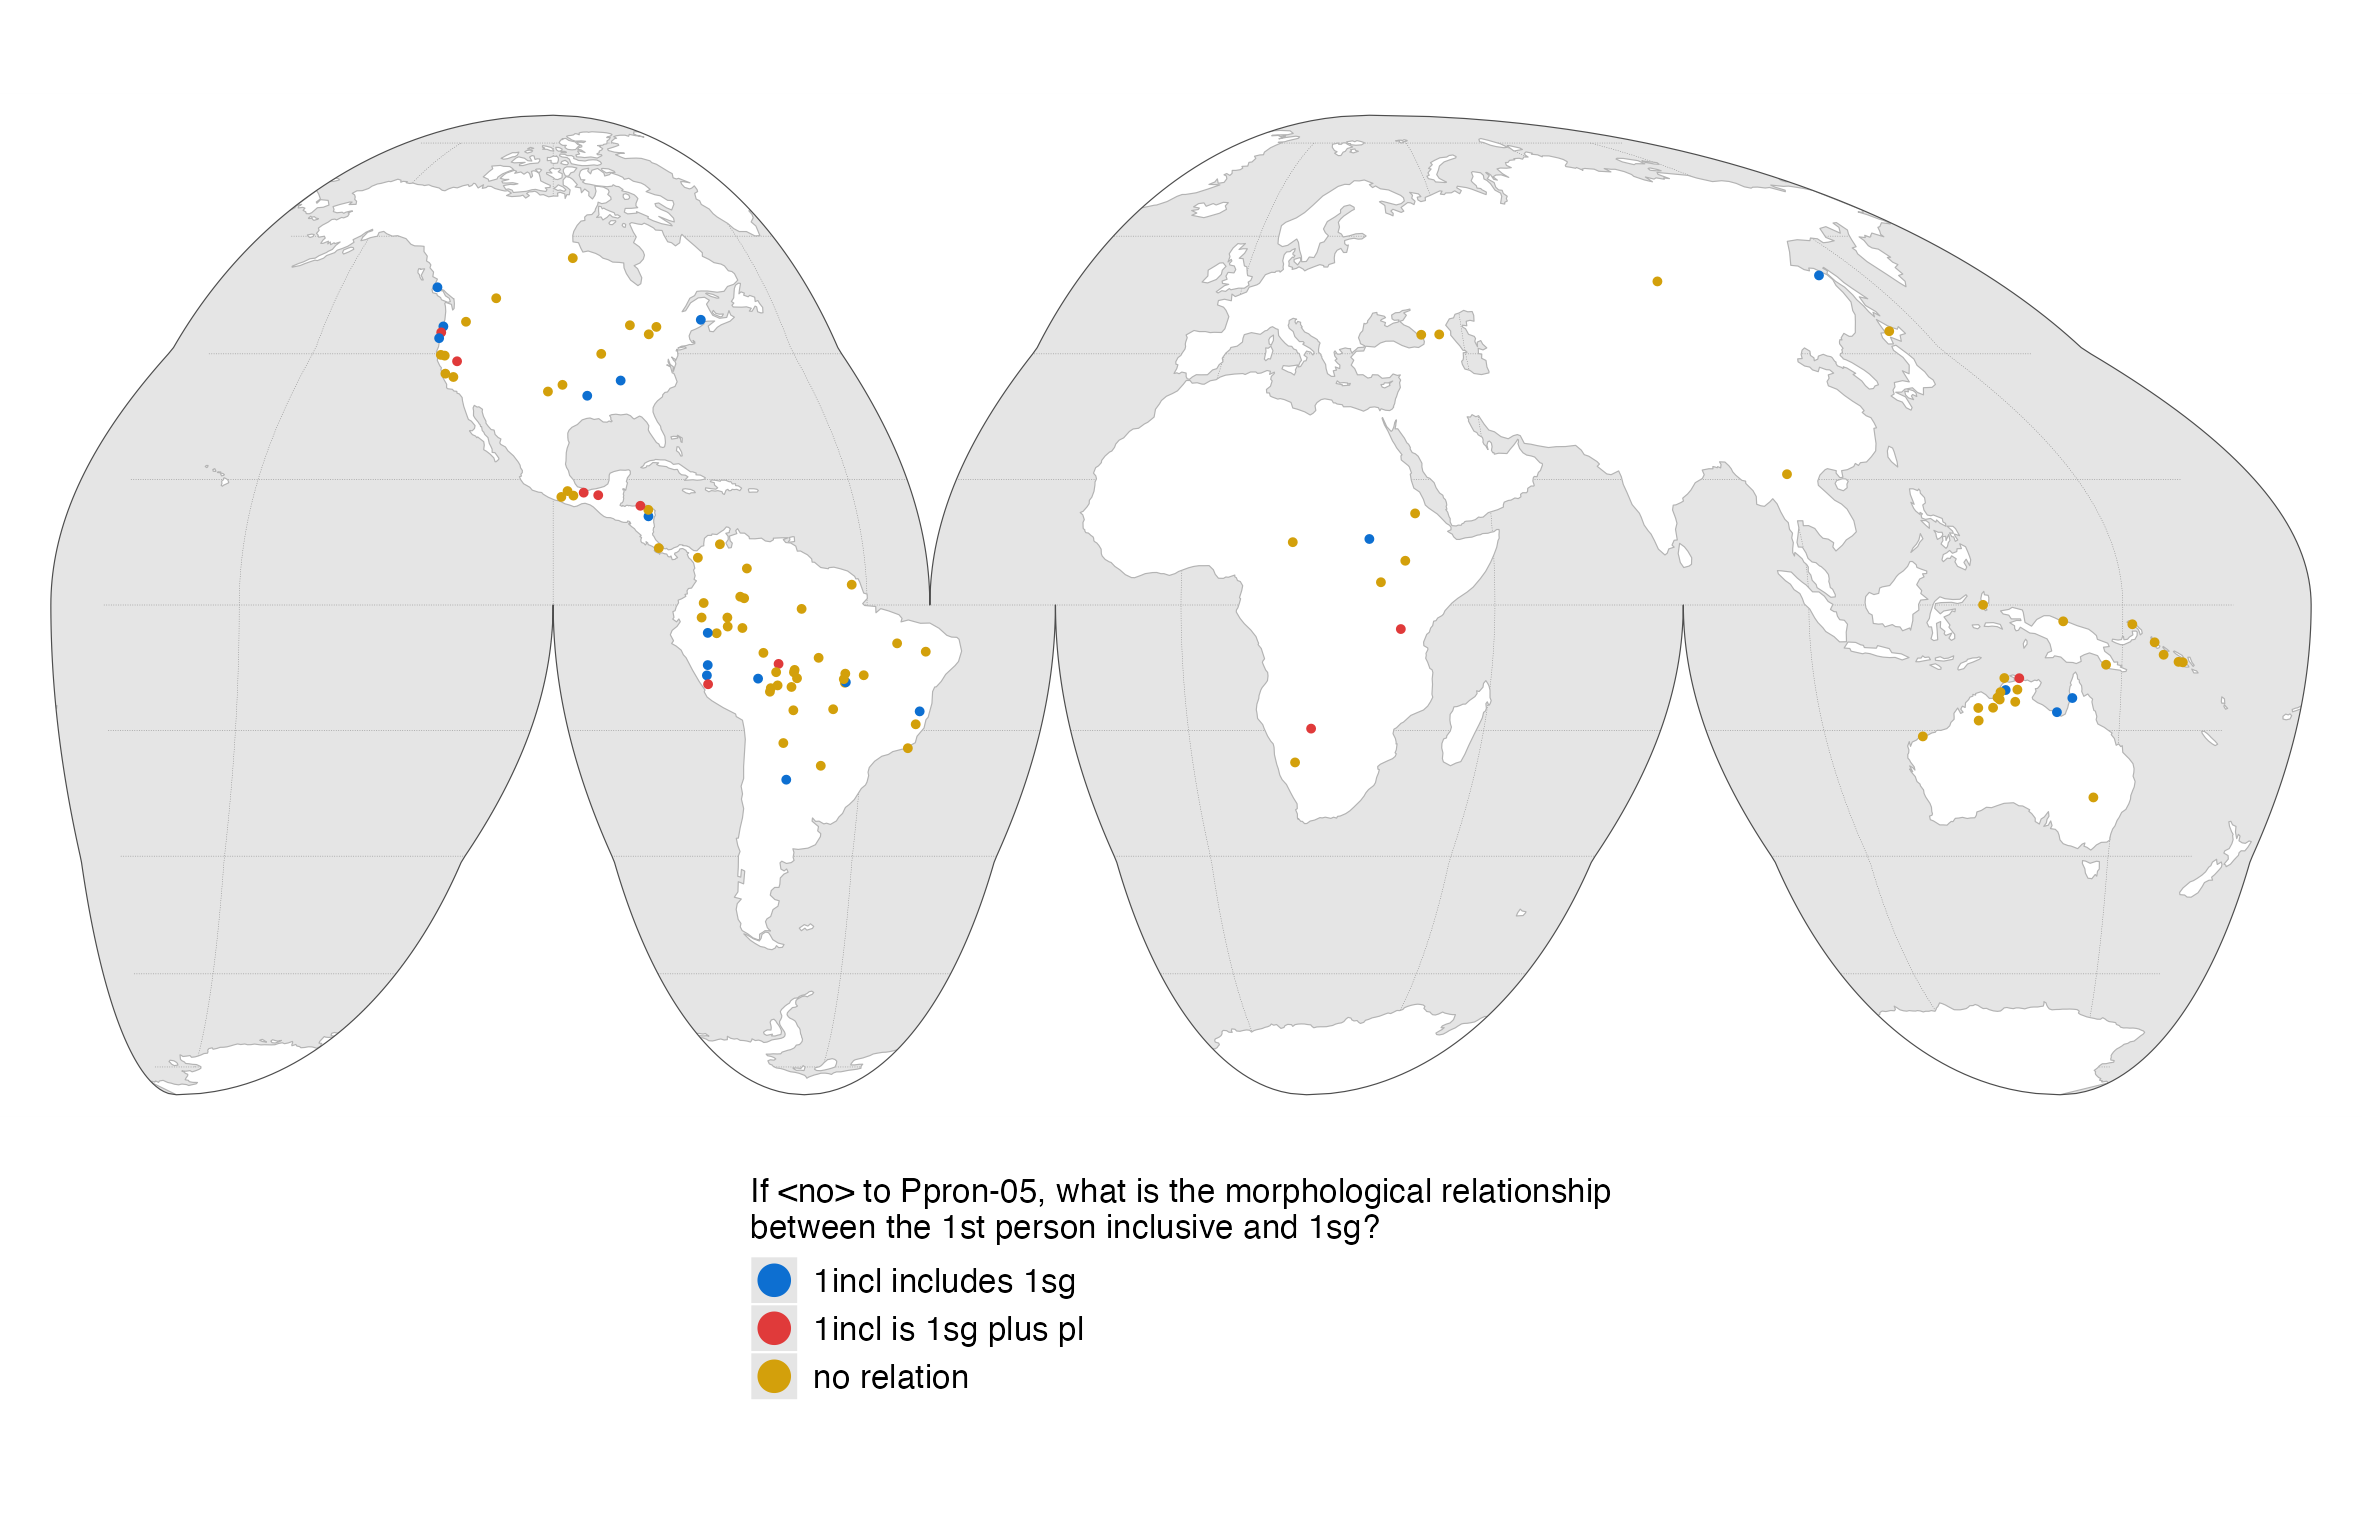 If <no> to Ppron-05, what is the morphological relationship
between the 1st person inclusive and 1sg?
1incl includes 1sg
1incl is 1sg plus pl
no relation